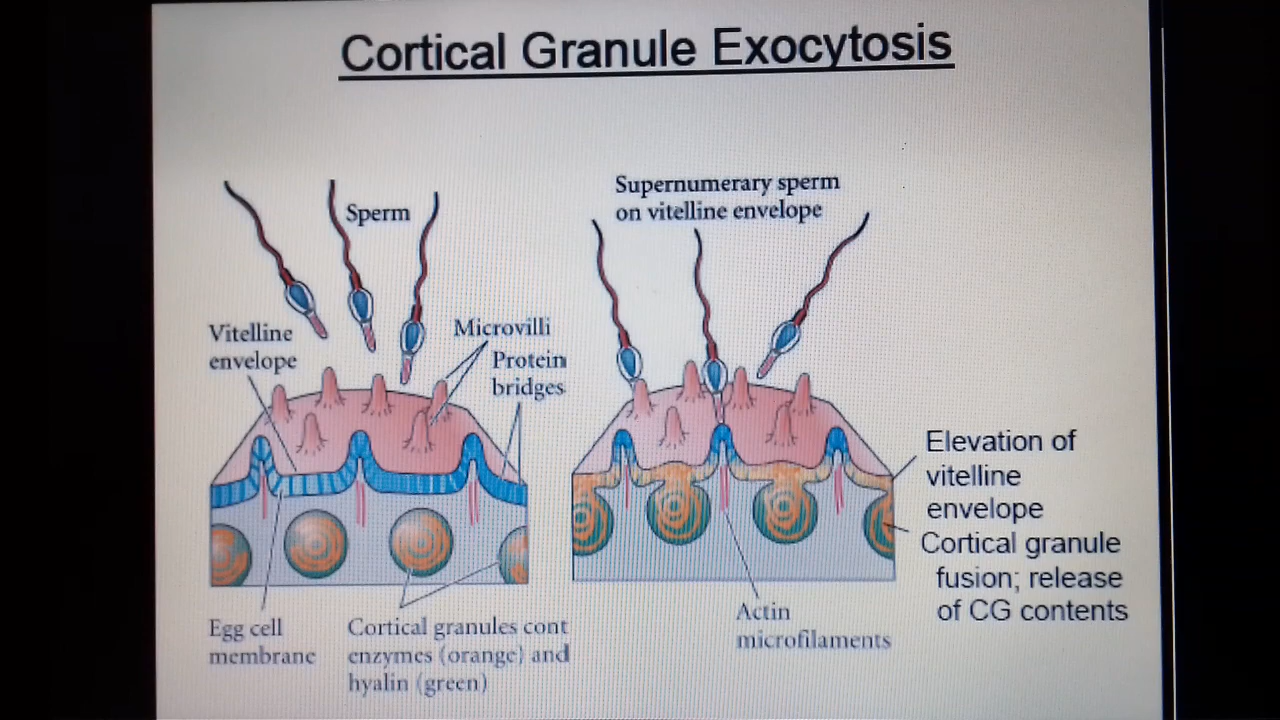 Cortical Granule Exocytosis
Sperm
Vitelline
envelope
Microvilli
Protein
bridges
Egg cell
membrane
Cortical granules cont
enzymes (orange) and
hyalin (green)
Supernumerary sperm
on vitelline envelope
Elevation of
vitelline
envelope
Cortical granule
fusion; release
of CG contents
Actin
microfilaments